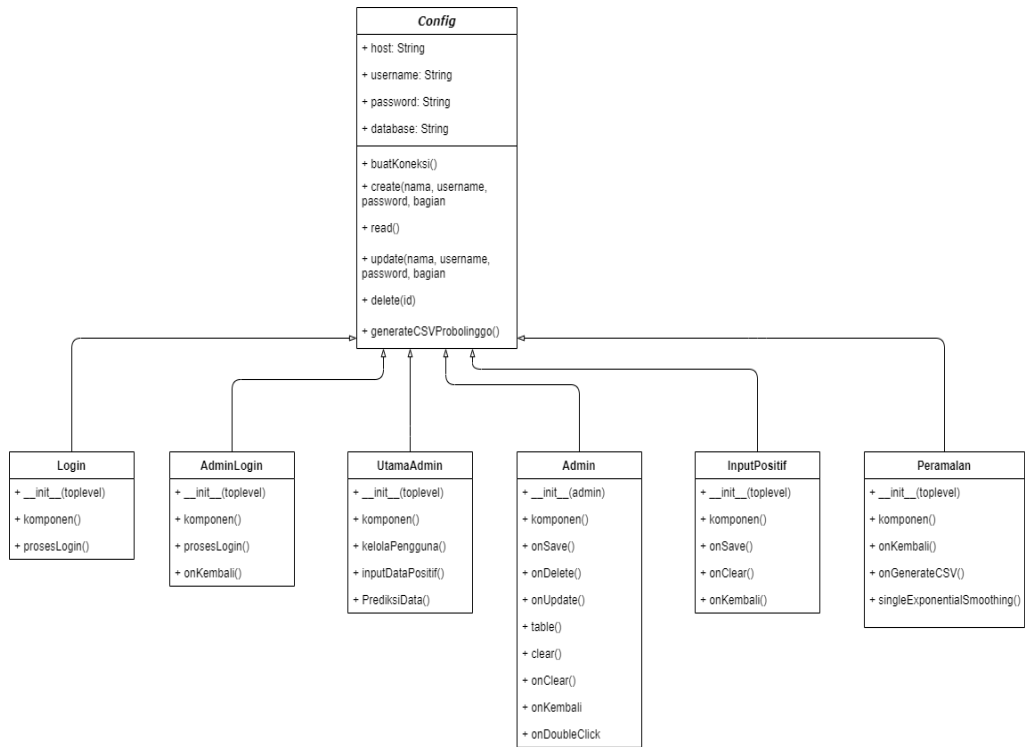 Config
+ host: String
+ username: String
+ password: String
+ database: String
+ buatKoneksi()
+ create(nama, username,
password, bagian
+ read()
+ update(nama, username,
password, bagian
+ delete(id)
+ generateCSVProbolinggo()
Login
+ __init__(toplevel)
+ komponen()
+ prosesLogin()
AdminLogin
+ __init__(toplevel)
+ komponen()
+ prosesLogin()
+ onKembali()
UtamaAdmin
+ __init__(toplevel)
+ komponen()
+ kelolaPengguna()
+ inputDataPositif()
+ PrediksiData()
Admin
+ __init__(admin)
+ komponen()
+ onSave()
+ onDelete()
+ onUpdate()
+ table()
+ clear()
+ onClear()
+ onKembali
+ onDoubleClick
InputPositif
+ __init__(toplevel)
+ komponen()
+ onSave()
+ onClear()
+ onKembali()
Peramalan
+ __init__(toplevel)
+ komponen()
+ onKembali()
+ onGenerateCSV()
+ singleExponentialSmoothing()